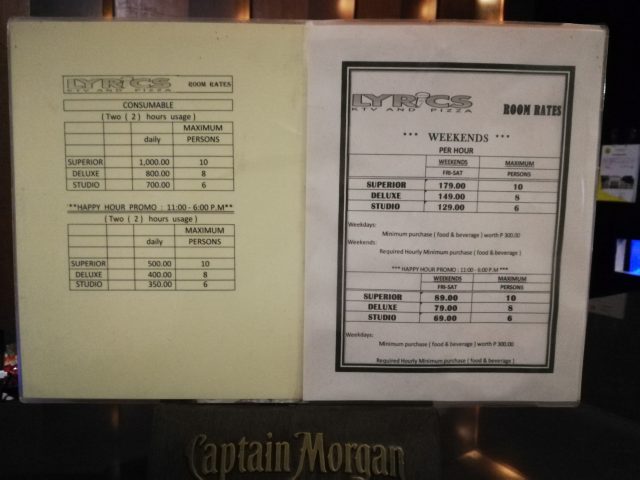 LYRiCS ROOM RATES
KTV AND PIZZA
CONSUMABLE
(Two ( 2 ) hours usage )
daily MAXIMUM PERSONS
SUPERIOR 1,000.00 10
DELUXE 800.00 8
STUDIO 700.00 6
**HAPPY HOUR PROMO : 11:00 - 6:00 P.M**
(Two ( 2 ) hours usage )
daily MAXIMUM PERSONS
SUPERIOR 500.00 10
DELUXE 400.00 8
STUDIO 350.00 6
LYRiCS ROOM RATES
KTV AND PIZZA
*** WEEKENDS ***
PER HOUR
WEEKENDS MAXIMUM
FRI-SAT PERSONS
SUPERIOR 179.00 10
DELUXE 149.00 8
STUDIO 129.00 6
Weekdays:
Minimum purchase ( food & beverage ) worth P 300.00
Weekends:
Required Hourly Minimum purchase ( food & beverage )
*** HAPPY HOUR PROMO : 11:00 - 6:00 P.M ***
WEEKENDS MAXIMUM
FRI-SAT PERSONS
SUPERIOR 89.00 10
DELUXE 79.00 8
STUDIO 69.00 6
Weekdays:
Minimum purchase ( food & beverage ) worth P 300.00
Required Hourly Minimum purchase ( food & beverage )
Captain Morgan